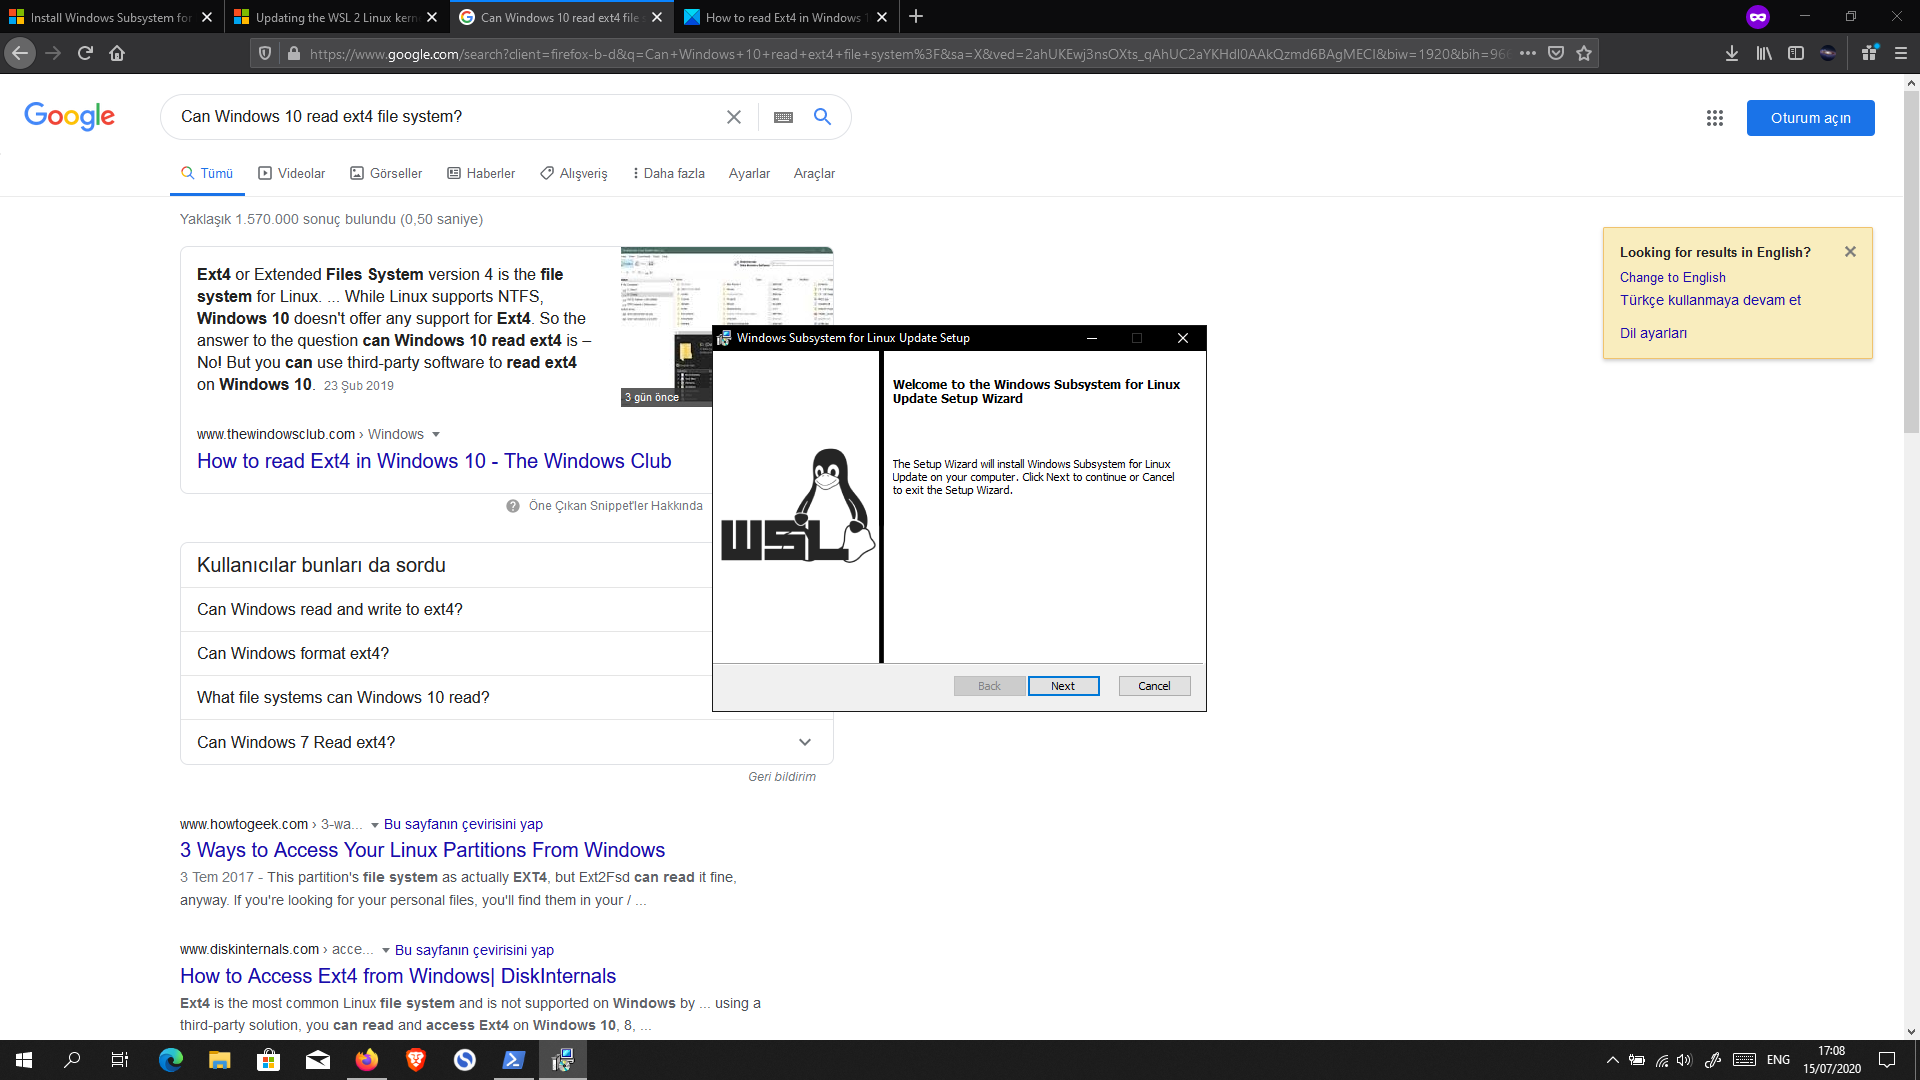 Install Windows Subsystem for
Updating the WSL 2 Linux kern
Can Windows 10 read ext4 file
How to read Ext4 in Windows
https://www.google.com/search?client=firefox-b-d&q=Can+Windows+10+read+ext4+file+system%3F&sa=X&ved=2ahUKEwj3nsOXts_qAhUC2aYKHdl0AAkQzmd6BAgMECI&biw=1920&bih=966
Google
Can Windows 10 read ext4 file system?
Oturum açın
Tümü
Videolar
Görseller
Haberler
Alışveriş
Daha fazla
Ayarlar
Araçlar
Yaklaşık 1.570.000 sonuç bulundu (0,50 saniye)
Looking for results in English?
Change to English
Türkçe kullanmaya devam et
Dil ayarları
Ext4 or Extended Files System version 4 is the file
system for Linux. ... While Linux supports NTFS,
Windows 10 doesn't offer any support for Ext4. So the
answer to the question can Windows 10 read ext4 is –
No! But you can use third-party software to read ext4
on Windows 10. 23 Şub 2019
3 gün önce
www.thewindowsclub.com › Windows
How to read Ext4 in Windows 10 - The Windows Club
Öne Çıkan Snippet'ler Hakkında
Kullanıcılar bunları da sordu
Can Windows read and write to ext4?
Can Windows format ext4?
What file systems can Windows 10 read?
Can Windows 7 Read ext4?
Geri bildirim
Windows Subsystem for Linux Update Setup
Welcome to the Windows Subsystem for Linux
Update Setup Wizard
The Setup Wizard will install Windows Subsystem for Linux
Update on your computer. Click Next to continue or Cancel
to exit the Setup Wizard.
WSL
Back
Next
Cancel
www.howtogeek.com › 3-wa... Bu sayfanın çevirisini yap
3 Ways to Access Your Linux Partitions From Windows
3 Tem 2017 - This partition's file system as actually EXT4, but Ext2Fsd can read it fine,
anyway. If you're looking for your personal files, you'll find them in your / ...
www.diskinternals.com › acce... Bu sayfanın çevirisini yap
How to Access Ext4 from Windows| DiskInternals
Ext4 is the most common Linux file system and is not supported on Windows by ... using a
third-party solution, you can read and access Ext4 on Windows 10, 8, ...
ENG
17:08
15/07/2020